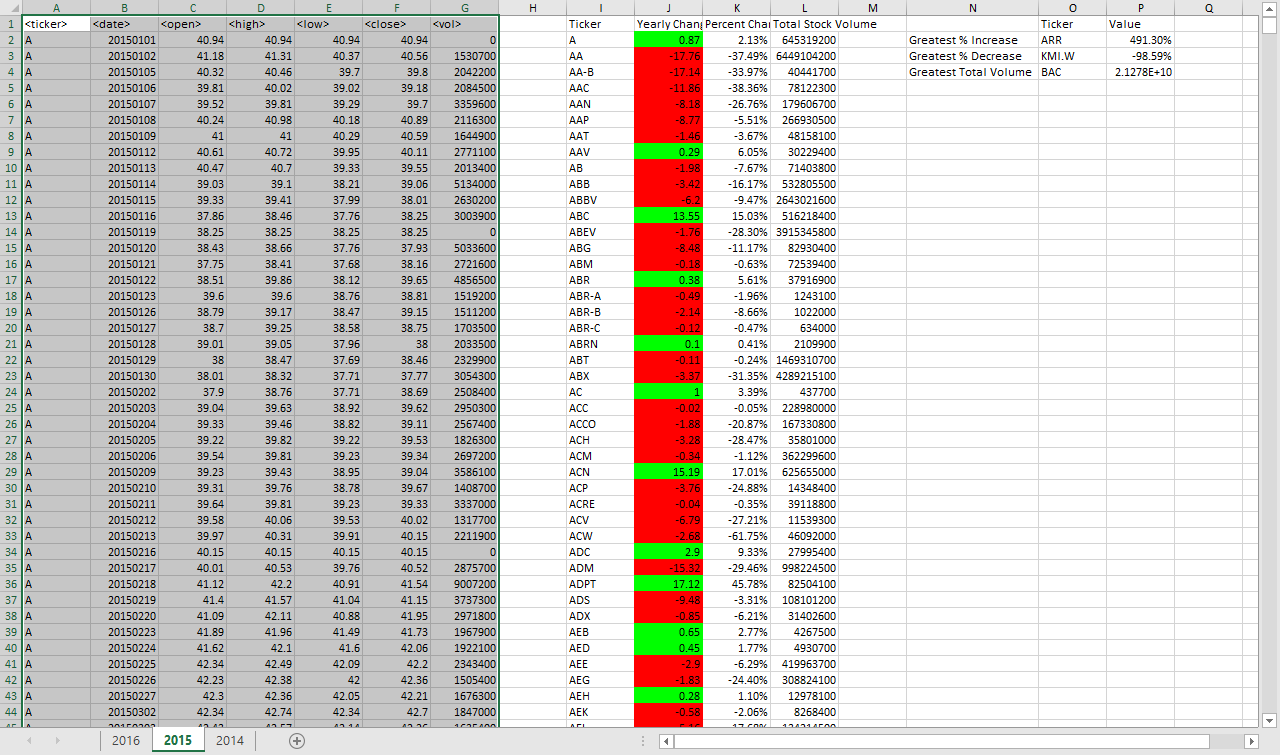 A B C D E F G H I J K L M N O P Q
1 <ticker> <date> <open> <high> <low> <close> <vol> Ticker Yearly Chang Percent Chai Total Stock Volume Ticker Value
2 A 20150101 40.94 40.94 40.94 40.94 0 A 0.87 2.13% 645319200 Greatest % Increase ARR 491.30%
3 A 20150102 41.18 41.31 40.37 40.56 1530700 AA -17.76 -37.49% 6449104200 Greatest % Decrease KMI.W -98.59%
4 A 20150105 40.32 40.46 39.7 39.8 2042200 AA-B -17.14 -33.97% 40441700 Greatest Total Volume BAC 2.1278E+10
5 A 20150106 39.81 40.02 39.02 39.18 2084500 AAC -11.86 -38.36% 78122300
6 A 20150107 39.52 39.81 39.29 39.7 3359600 AAN -8.18 -26.76% 179606700
7 A 20150108 40.24 40.98 40.18 40.89 2116300 AAP -8.77 -5.51% 266930500
8 A 20150109 41 41 40.29 40.59 1644900 AAT -1.46 -3.67% 48158100
9 A 20150112 40.61 40.72 39.95 40.11 2771100 AAV 0.29 6.05% 30229400
10 A 20150113 40.47 40.7 39.33 39.55 2013400 AB -1.98 -7.67% 71403800
11 A 20150114 39.03 39.1 38.21 39.06 5134000 ABB -3.42 -16.17% 532805500
12 A 20150115 39.33 39.41 37.99 38.01 2630200 ABBV -6.2 -9.47% 2643021600
13 A 20150116 37.86 38.46 37.76 38.25 3003900 ABC 13.55 15.03% 516218400
14 A 20150119 38.25 38.25 38.25 38.25 0 ABEV -1.76 -28.30% 3915345800
15 A 20150120 38.43 38.66 37.76 37.93 5033600 ABG -8.48 -11.17% 82930400
16 A 20150121 37.75 38.41 37.68 38.16 2721600 ABM -0.18 -0.63% 72539400
17 A 20150122 38.51 39.86 38.12 39.65 4856500 ABR 0.38 5.61% 37916900
18 A 20150123 39.6 39.6 38.76 38.81 1519200 ABR-A -0.49 -1.96% 1243100
19 A 20150126 38.79 39.17 38.47 39.15 1511200 ABR-B -2.14 -8.66% 1022000
20 A 20150127 38.7 39.25 38.58 38.75 1703500 ABR-C -0.12 -0.47% 634000
21 A 20150128 39.01 39.05 37.96 38 2033500 ABRN 0.1 0.41% 2109900
22 A 20150129 38 38.47 37.69 38.46 2329900 ABT -0.11 -0.24% 1469310700
23 A 20150130 38.01 38.32 37.71 37.77 3054300 ABX -3.37 -31.35% 4289215100
24 A 20150202 37.9 38.76 37.71 38.69 2508400 AC 1 3.39% 437700
25 A 20150203 39.04 39.63 38.92 39.62 2950300 ACC -0.02 -0.05% 228980000
26 A 20150204 39.33 39.46 38.82 39.11 2567400 ACCO -1.88 -20.87% 167330800
27 A 20150205 39.22 39.82 39.22 39.53 1826300 ACH -3.28 -28.47% 35801000
28 A 20150206 39.54 39.81 39.23 39.34 2697200 ACM -0.34 -1.12% 362299600
29 A 20150209 39.23 39.43 38.95 39.04 3586100 ACN 15.19 17.01% 625655000
30 A 20150210 39.31 39.76 38.78 39.67 1408700 ACP -3.76 -24.88% 14348400
31 A 20150211 39.64 39.81 39.23 39.33 3337000 ACRE -0.04 -0.35% 39118800
32 A 20150212 39.58 40.06 39.53 40.02 1317700 ACV -6.79 -27.21% 11539300
33 A 20150213 39.97 40.31 39.91 40.15 2211900 ACW -2.68 -61.75% 46092000
34 A 20150216 40.15 40.15 40.15 40.15 0 ADC 2.9 9.33% 27995400
35 A 20150217 40.01 40.53 39.76 40.52 2875700 ADM -15.32 -29.46% 998224500
36 A 20150218 41.12 42.2 40.91 41.54 9007200 ADPT 17.12 45.78% 82504100
37 A 20150219 41.4 41.57 41.04 41.15 3737300 ADS -9.48 -3.31% 108101200
38 A 20150220 41.09 42.11 40.88 41.95 2971800 ADX -0.85 -6.21% 31402600
39 A 20150223 41.89 41.96 41.49 41.73 1967900 AEB 0.65 2.77% 4267500
40 A 20150224 41.62 42.1 41.6 42.06 1922100 AED 0.45 1.77% 4930700
41 A 20150225 42.34 42.49 42.09 42.2 2343400 AEE -2.9 -6.29% 419963700
42 A 20150226 42.23 42.38 42 42.36 1505400 AEG -1.83 -24.40% 308824100
43 A 20150227 42.3 42.36 42.05 42.21 1676300 AEH 0.28 1.10% 12978100
44 A 20150302 42.34 42.74 42.34 42.7 1847000 AEK -0.58 -2.06% 8268400
2016 2015 2014